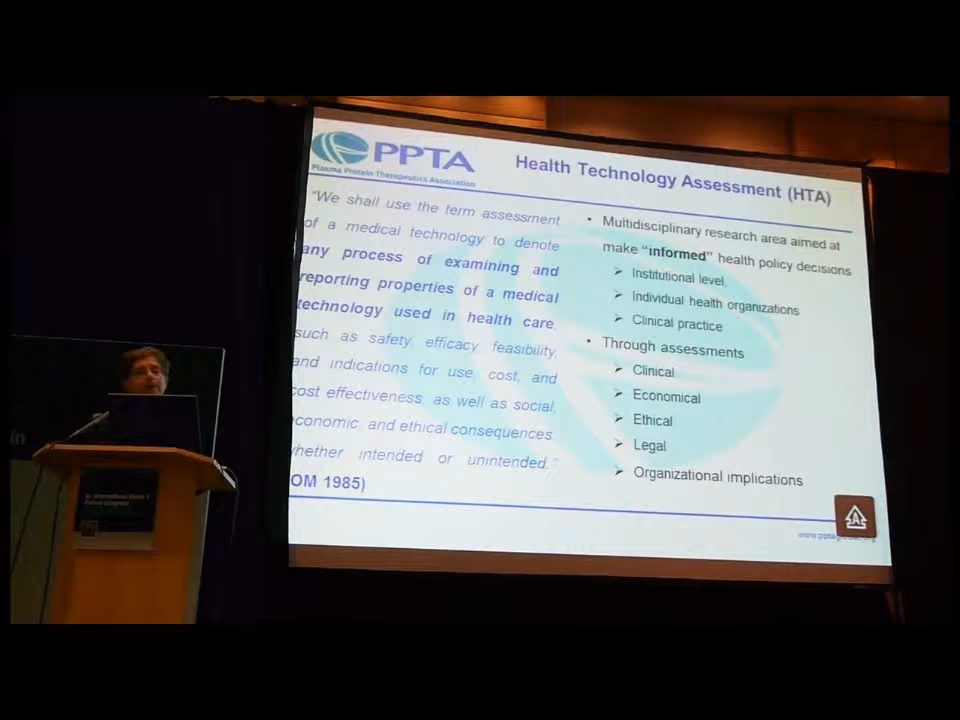 PPTA
Plasma Protein Therapeutics Association
Health Technology Assessment (HTA)
"We shall use the term assessment
of a medical technology to denote
any process of examining and
reporting properties of a medical
technology used in health care,
such as safety, efficacy feasibility,
and indications for use, cost, and
cost effectiveness, as well as social,
economic, and ethical consequences
whether intended or unintended."
OM 1985)
• Multidisciplinary research area aimed at
make "informed" health policy decisions
➢ Institutional level,
➢ Individual health organizations
➢ Clinical practice
• Through assessments
➢ Clinical
➢ Economical
➢ Ethical
➢ Legal
➢ Organizational implications
in